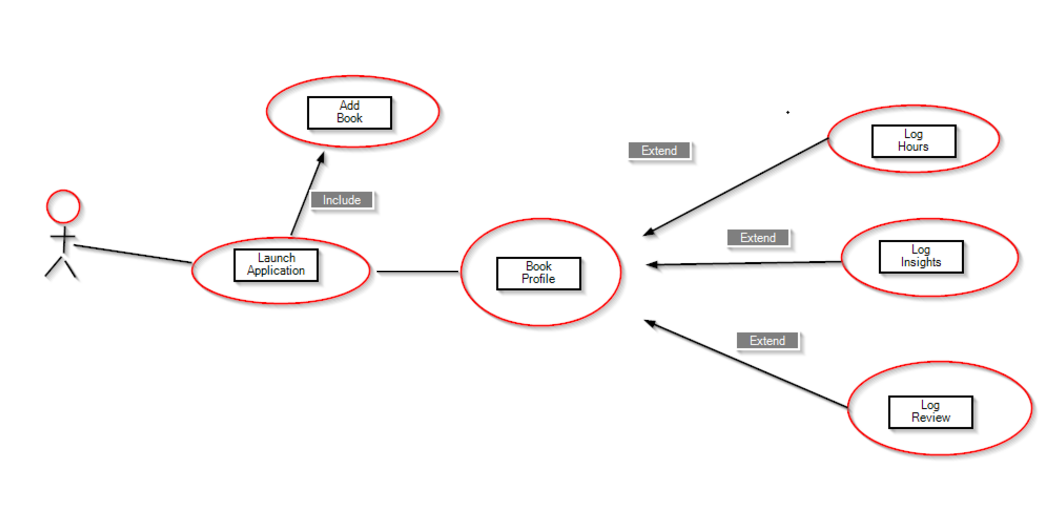 Add
Book
Include
Launch
Application
Book
Profile
Extend
Log
Hours
Extend
Log
Insights
Extend
Log
Review